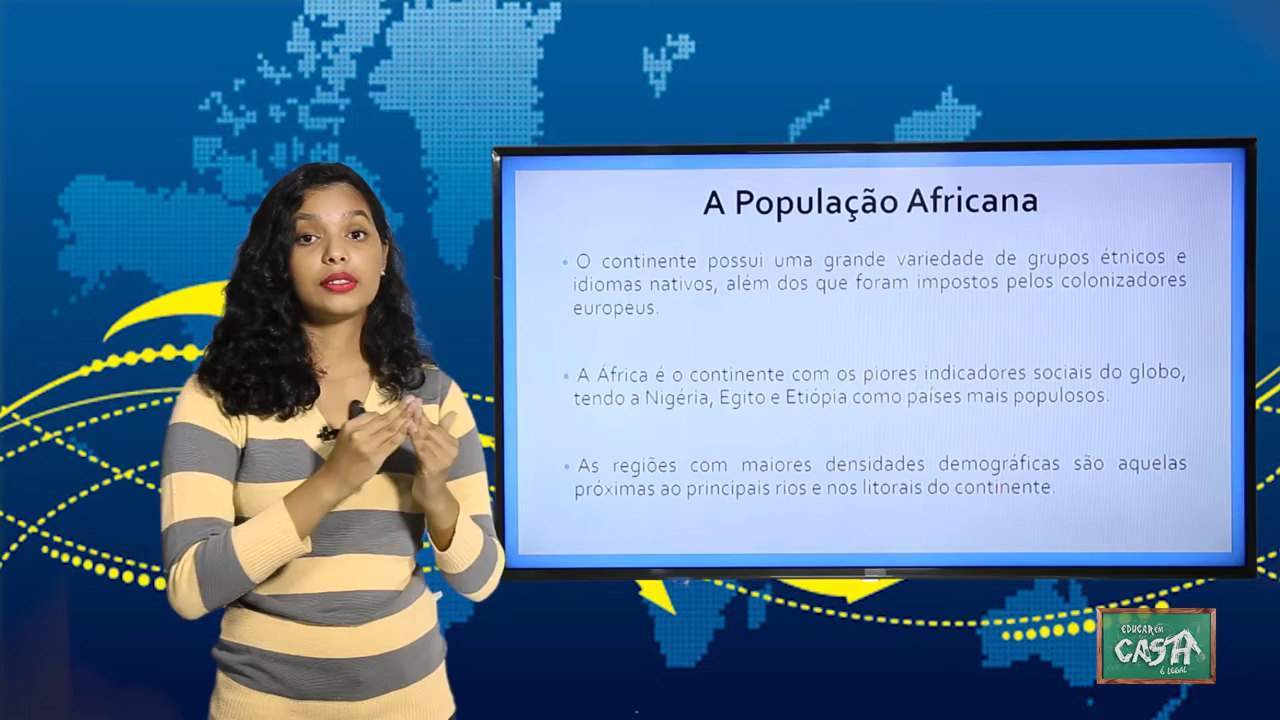 A População Africana
• O continente possui uma grande variedade de grupos étnicos e
idiomas nativos, além dos que foram impostos pelos colonizadores
europeus.
• A África é o continente com os piores indicadores sociais do globo,
tendo a Nigéria, Egito e Etiópia como países mais populosos.
• As regiões com maiores densidades demográficas são aquelas
próximas ao principais rios e nos litorais do continente.
EDUCAR EM
CASA
É LEGAL